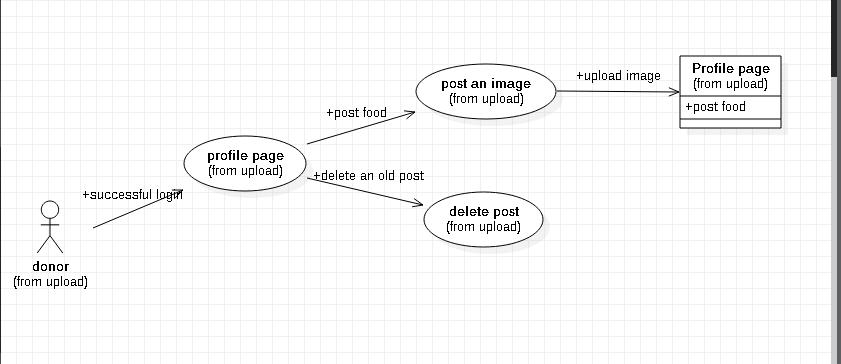 post an image
(from upload)
+upload image
Profile page
(from upload)
+post food
+post food
profile page
(from upload)
+delete an old post
+successful login
delete post
(from upload)
donor
(from upload)